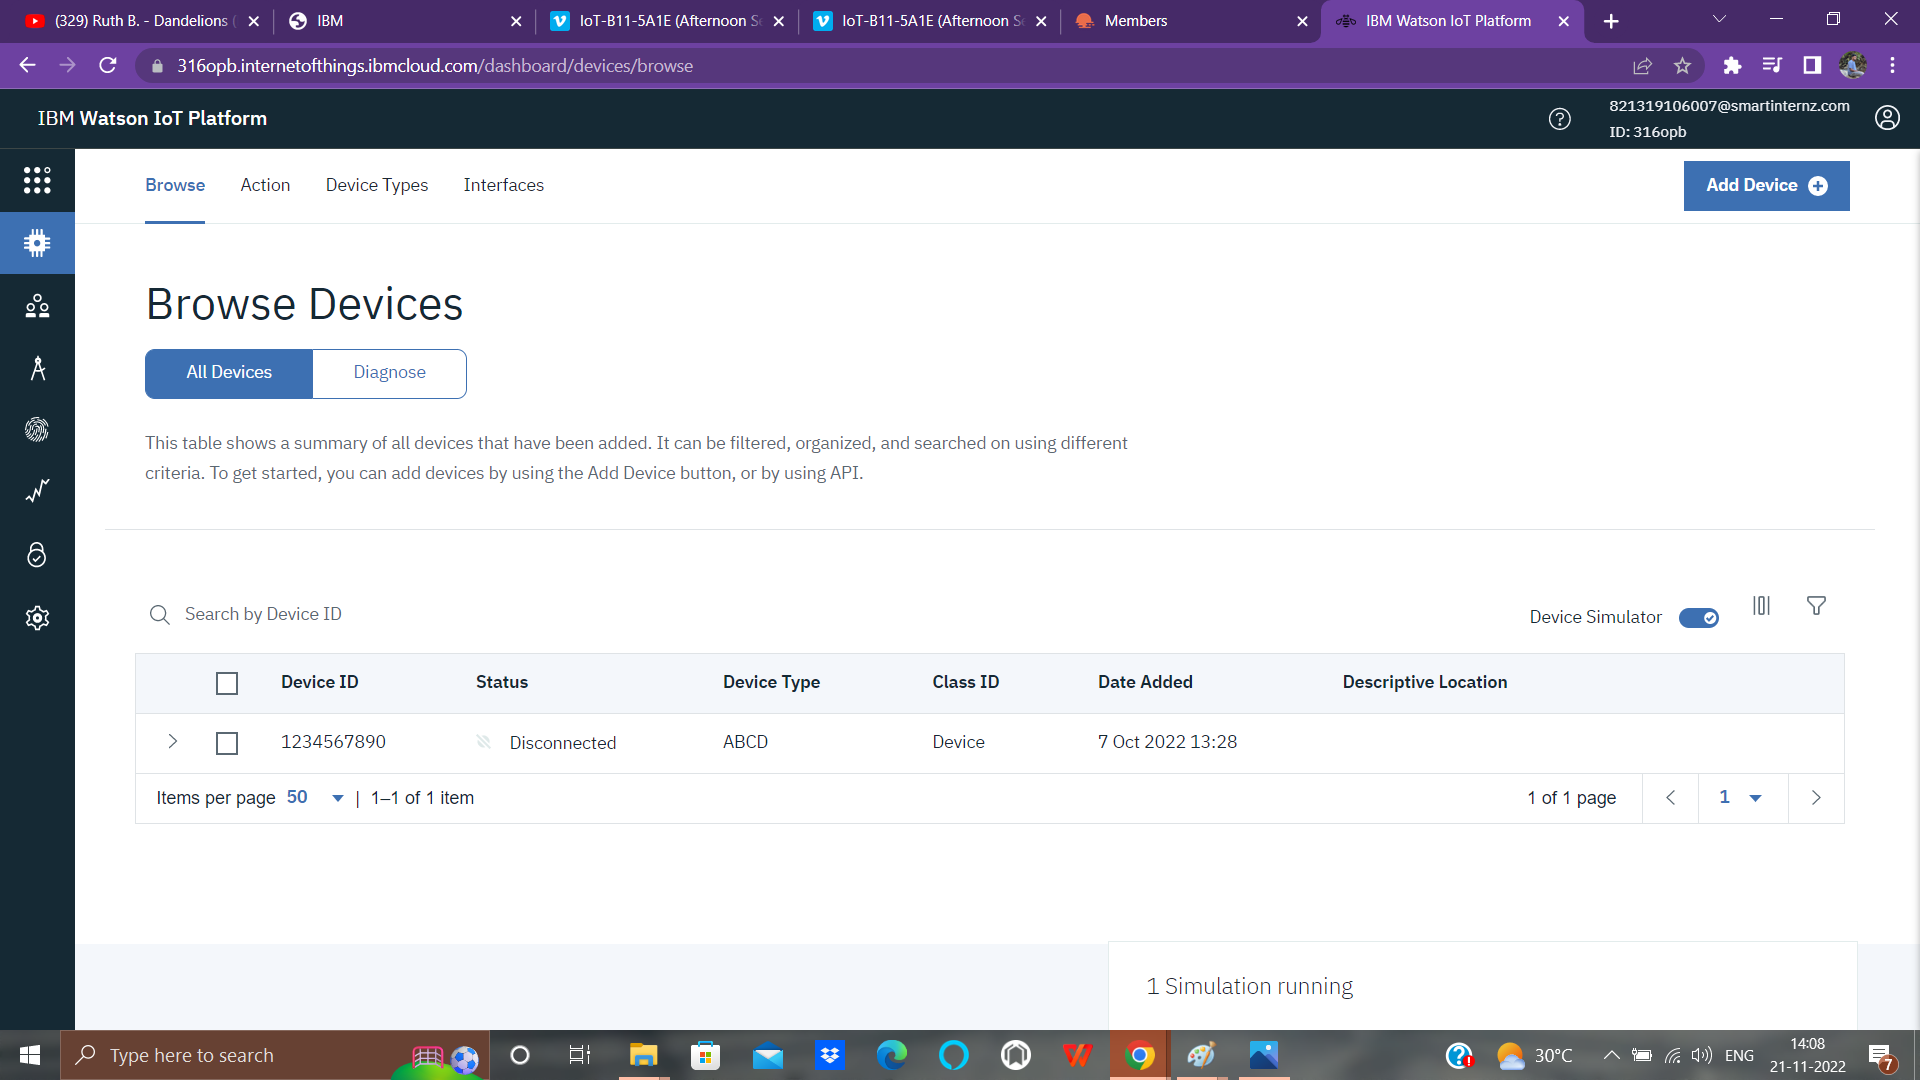 (329) Ruth B. - Dandelions (
IBM
IoT-B11-5A1E (Afternoon Se
IoT-B11-5A1E (Afternoon Se
Members
IBM Watson IoT Platform
316opb.internetofthings.ibmcloud.com/dashboard/devices/browse
IBM Watson IoT Platform
821319106007@smartinternz.com
ID: 316opb
Browse
Action
Device Types
Interfaces
Add Device
Browse Devices
All Devices
Diagnose
This table shows a summary of all devices that have been added. It can be filtered, organized, and searched on using different
criteria. To get started, you can add devices by using the Add Device button, or by using API.
Search by Device ID
Device Simulator
Device ID Status Device Type Class ID Date Added Descriptive Location
1234567890 Disconnected ABCD Device 7 Oct 2022 13:28
Items per page 50 | 1–1 of 1 item
1 of 1 page
1
1 Simulation running
Type here to search
30°C
ENG
14:08
21-11-2022
7